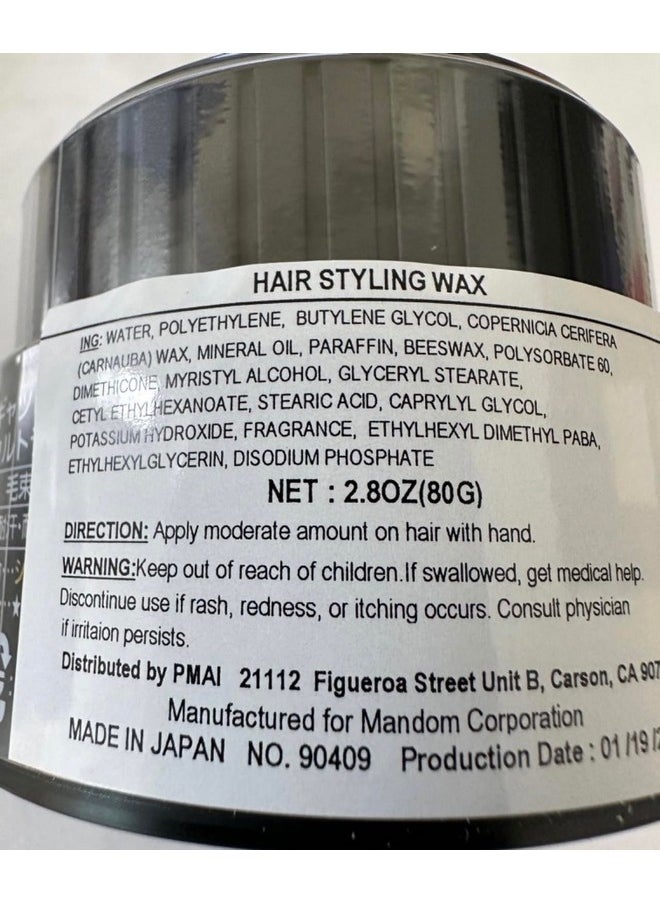 HAIR STYLING WAX
ING: WATER, POLYETHYLENE, BUTYLENE GLYCOL, COPERNICIA CERIFERA
(CARNAUBA) WAX, MINERAL OIL, PARAFFIN, BEESWAX, POLYSORBATE 60,
DIMETHICONE, MYRISTYL ALCOHOL, GLYCERYL STEARATE,
CETYL ETHYLHEXANOATE, STEARIC ACID, CAPRYLYL GLYCOL,
POTASSIUM HYDROXIDE, FRAGRANCE, ETHYLHEXYL DIMETHYL PABA,
ETHYLHEXYLGLYCERIN, DISODIUM PHOSPHATE
NET : 2.8OZ(80G)
DIRECTION: Apply moderate amount on hair with hand.
WARNING:Keep out of reach of children.If swallowed, get medical help.
Discontinue use if rash, redness, or itching occurs. Consult physician
if irritaion persists.
Distributed by PMAI 21112 Figueroa Street Unit B, Carson, CA 907
Manufactured for Mandom Corporation
MADE IN JAPAN NO. 90409 Production Date : 01 /19 /2
毛束